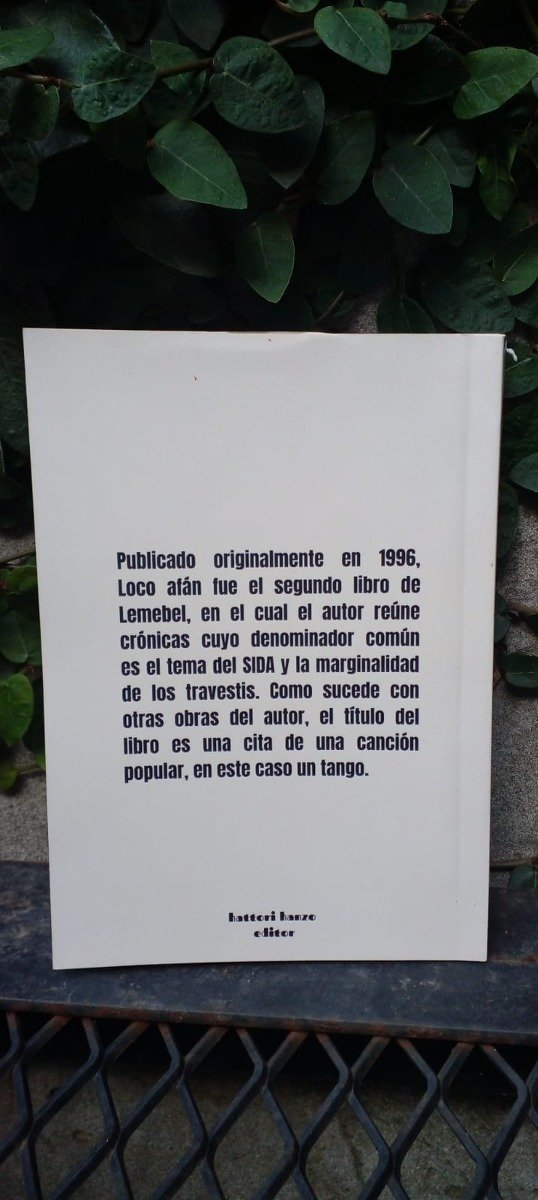 Publicado originalmente en 1996,
Loco afán fue el segundo libro de
Lemebel, en el cual el autor reúne
crónicas cuyo denominador común
es el tema del SIDA y la marginalidad
de los travestis. Como sucede con
otras obras del autor, el título del
libro es una cita de una canción
popular, en este caso un tango.
hattori hanzo
editor